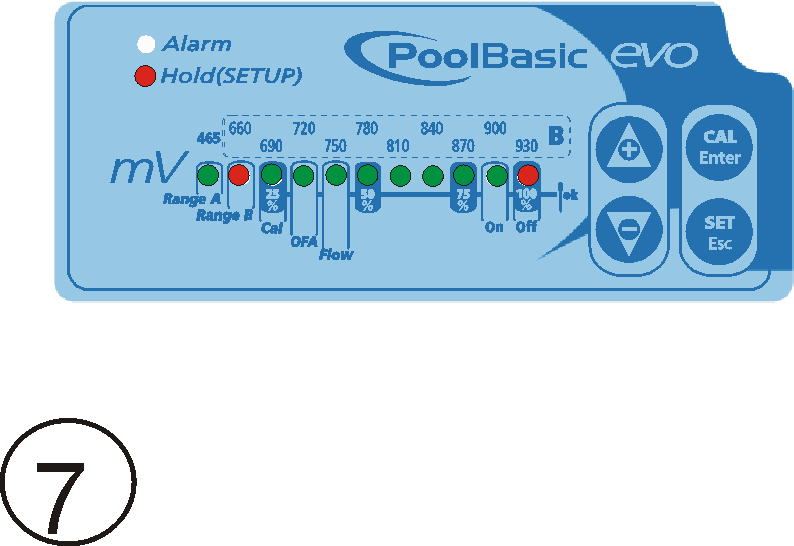 Alarm
Hold(SETUP)
PoolBasic evo
465 660 720 780 840 900 B
690 750 810 870 930
mV
CAL
Enter
Range A 25 % 50 % 75 % 100 % lok
Range B Cal OFA Flow On Off
SET
Esc
7